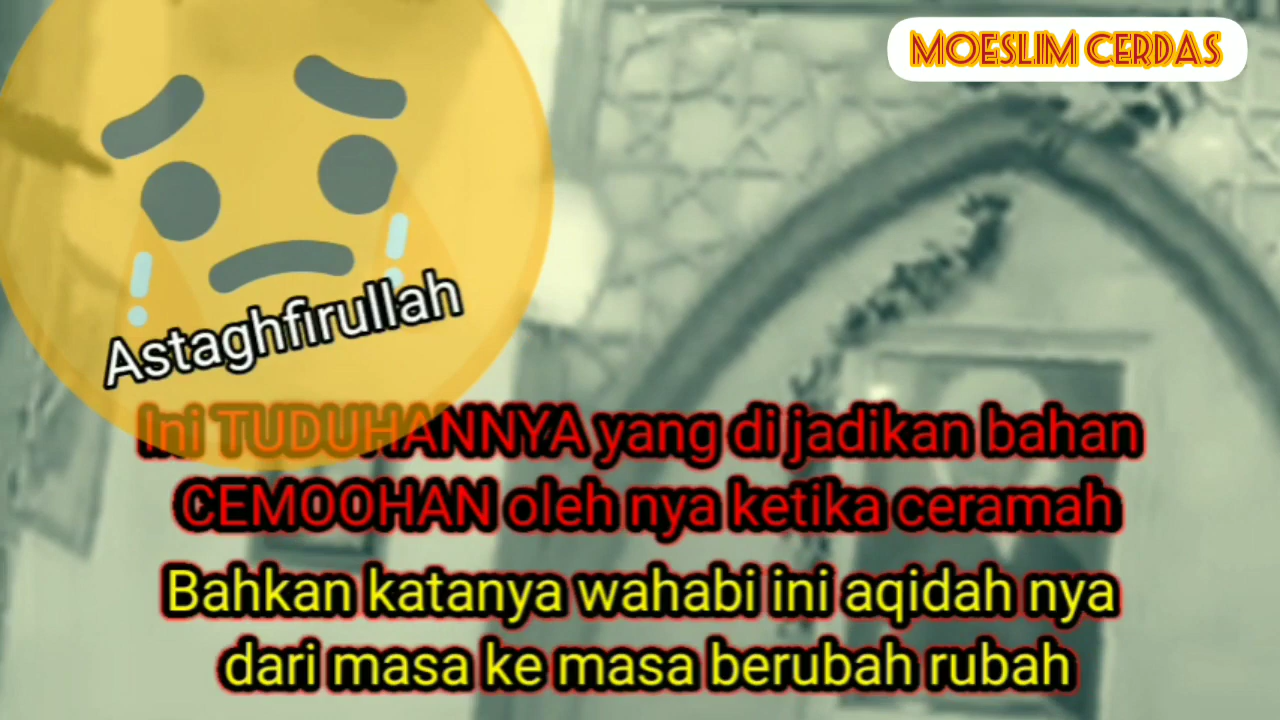 MOESLIM CERDAS
Astaghfirullah
Ini TUDUHANNYA yang di jadikan bahan
CEMOOHAN oleh nya ketika ceramah
Bahkan katanya wahabi ini aqidah nya
dari masa ke masa berubah rubah